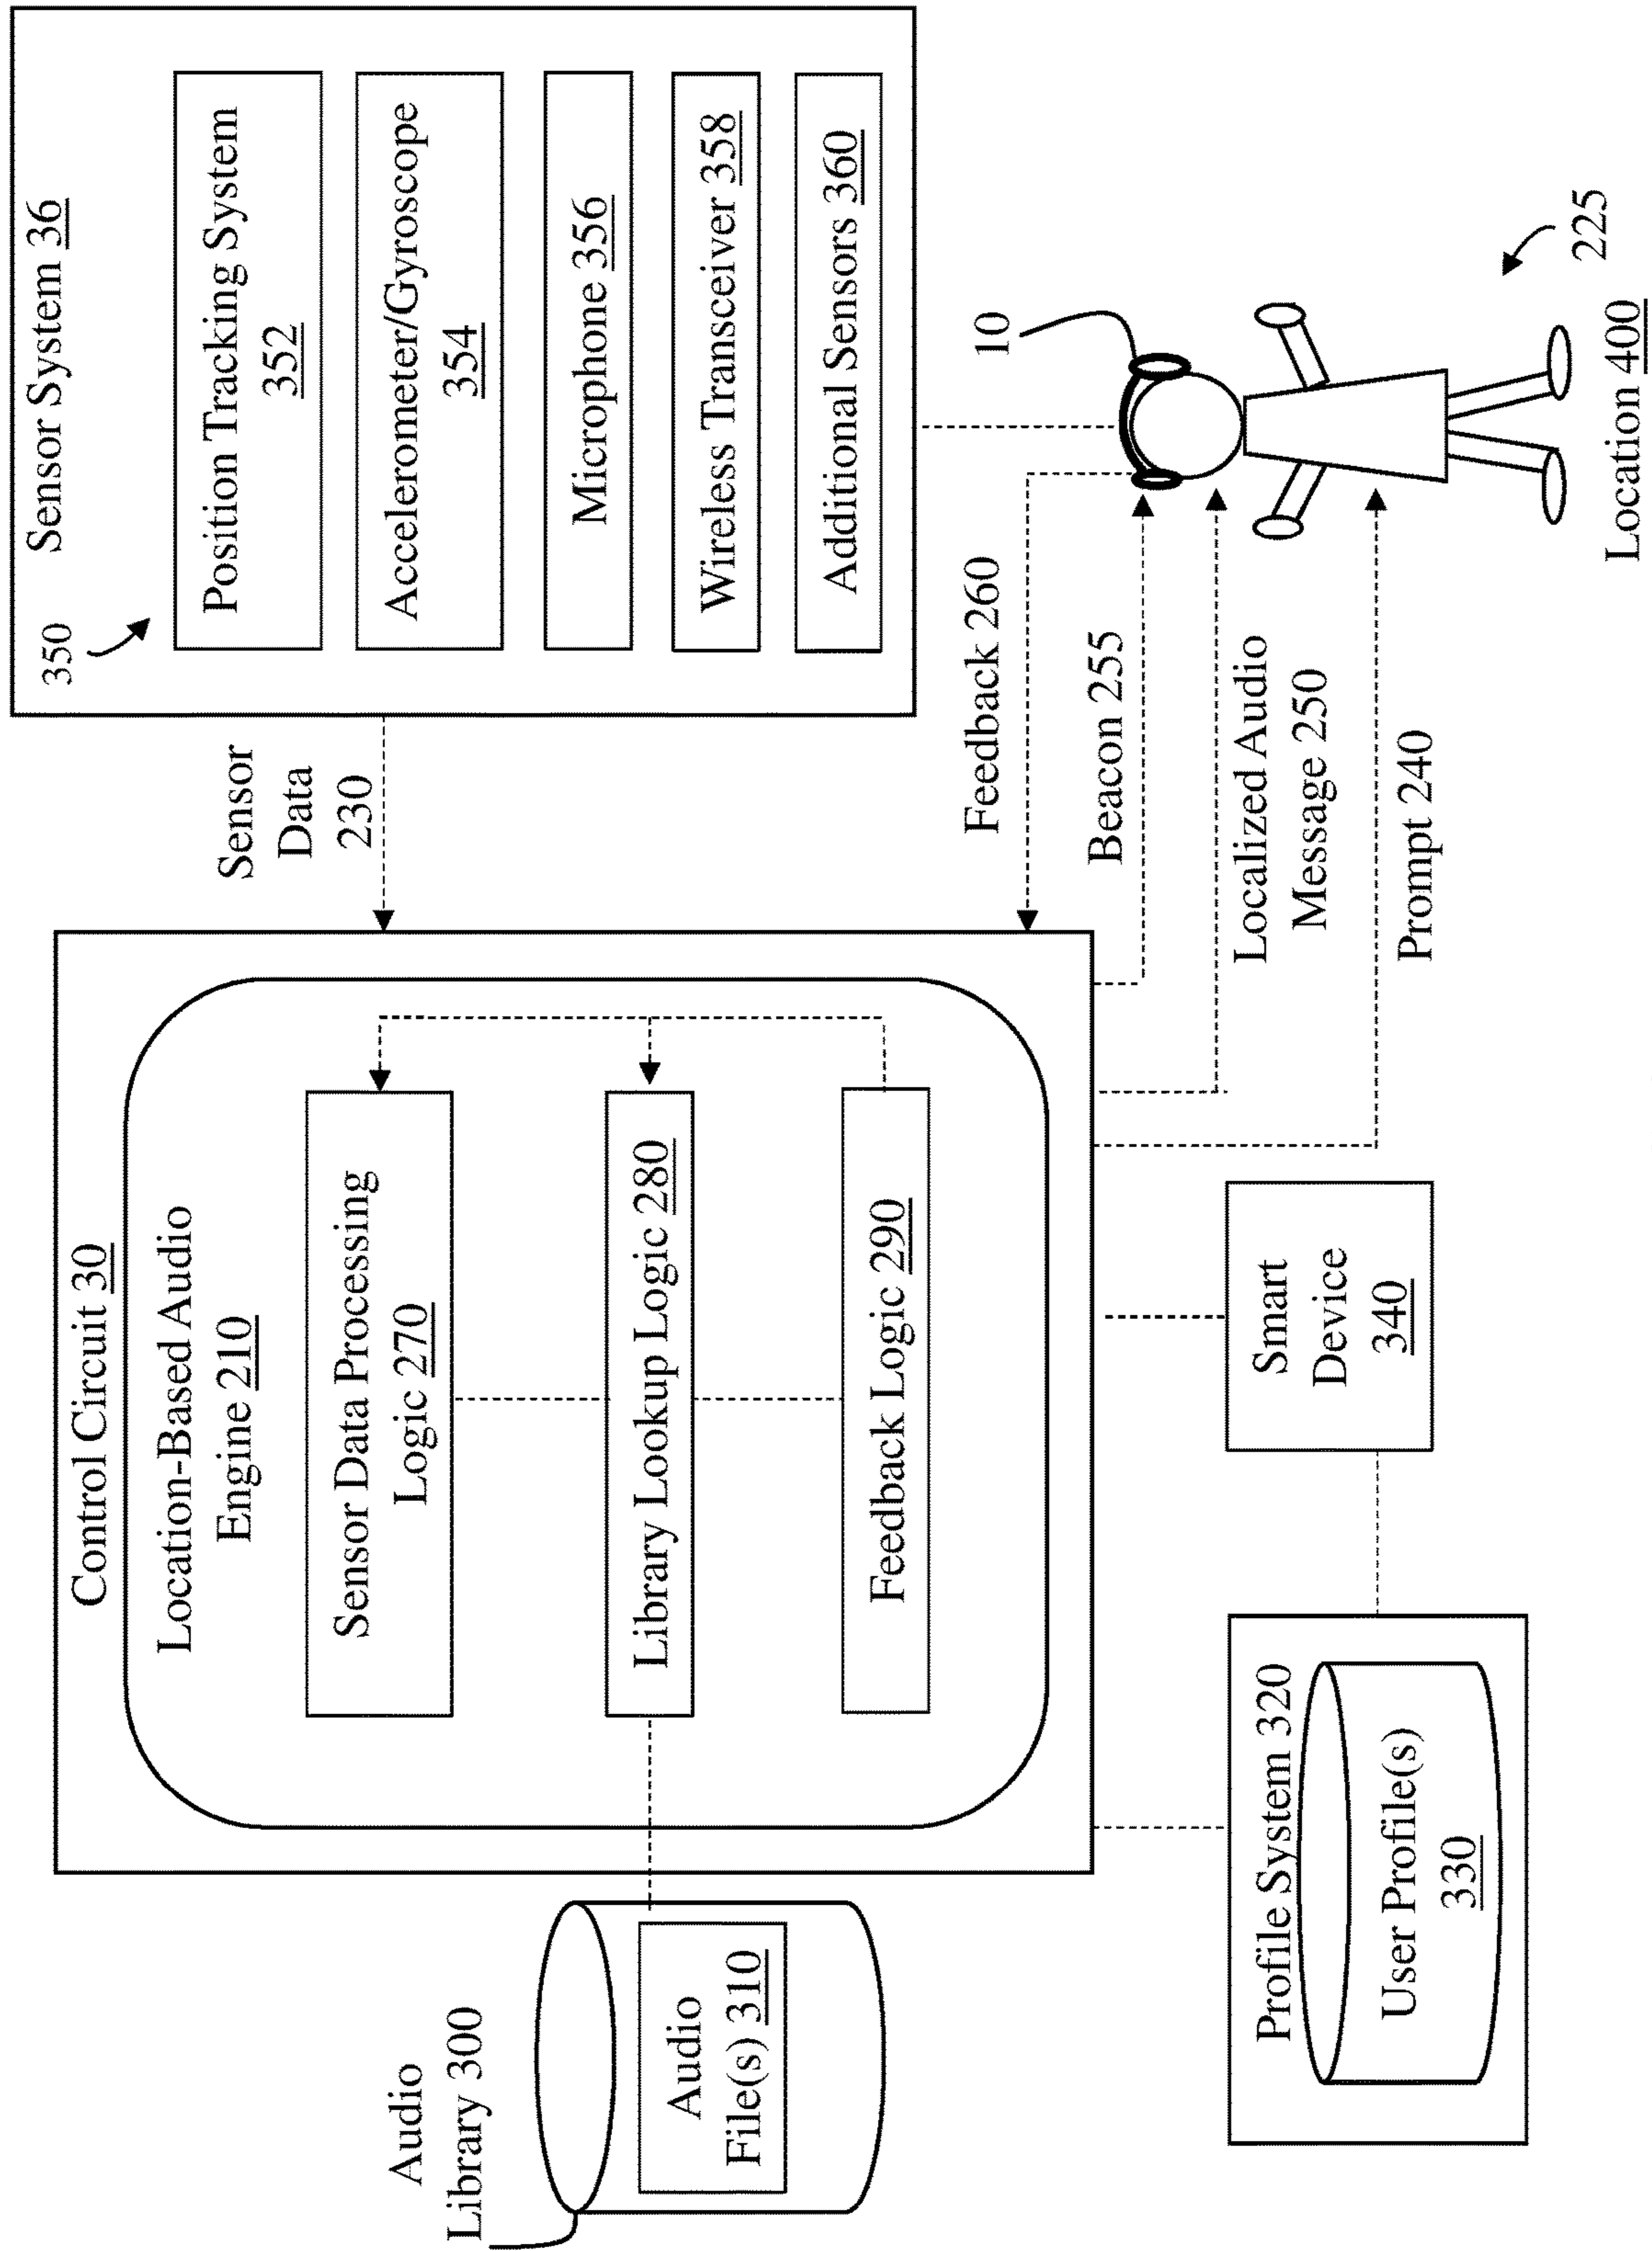 Audio
Library 300
Audio
File(s) 310
Control Circuit 30
Location-Based Audio
Engine 210
Sensor Data Processing
Logic 270
Library Lookup Logic 280
Feedback Logic 290
Sensor
Data
230
Sensor System 36
350
Position Tracking System
352
Accelerometer/Gyroscope
354
Microphone 356
Wireless Transceiver 358
Additional Sensors 360
Profile System 320
User Profile(s)
330
Smart
Device
340
Feedback 260
Beacon 255
Localized Audio
Message 250
Prompt 240
10
225
Location 400